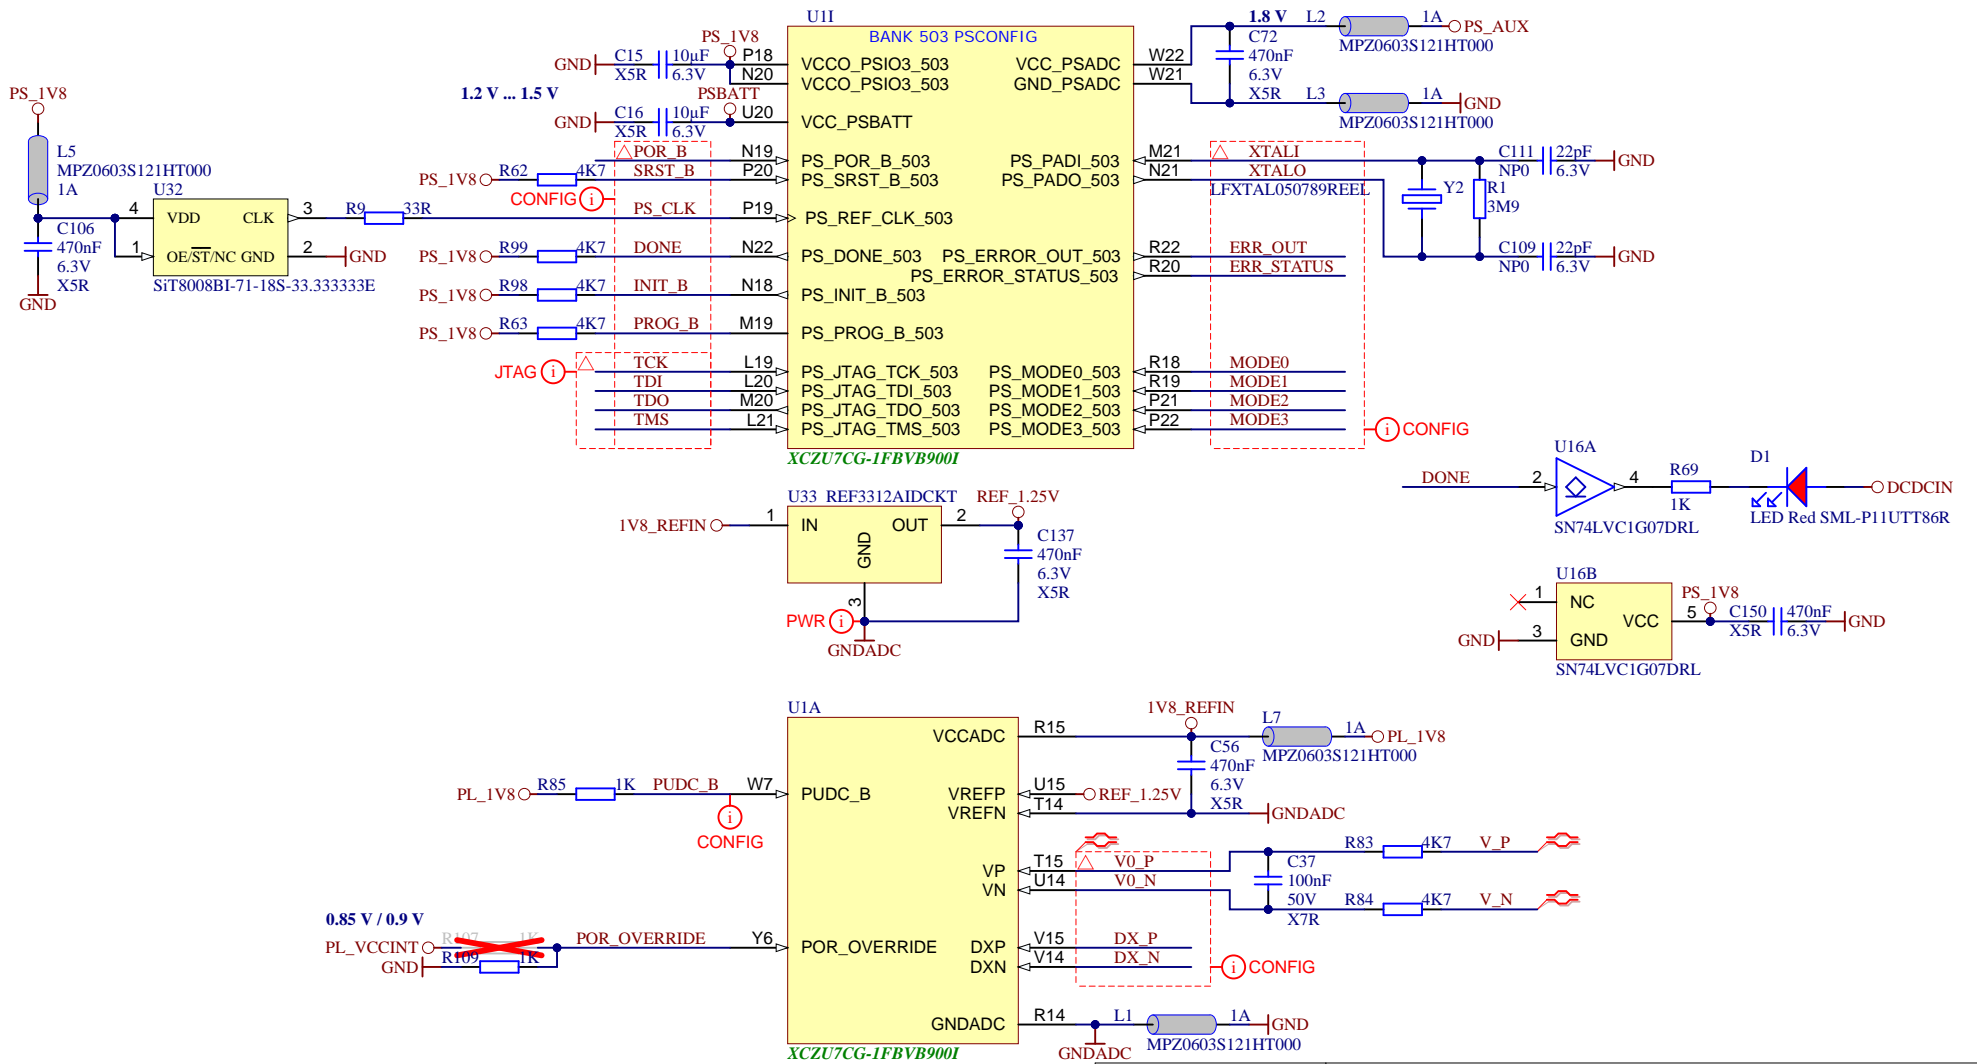 U1I
BANK 503 PSCONFIG
PS_1V8
C15 10µF
GND
X5R 6.3V
P18 VCCO_PSIO3_503
N20 VCCO_PSIO3_503
1.2 V ... 1.5 V
PSBATT
C16 10µF
GND
X5R 6.3V
U20 VCC_PSBATT
POR_B N19 PS_POR_B_503
PS_1V8 R62 4K7 SRST_B P20 PS_SRST_B_503
CONFIG
PS_CLK P19 PS_REF_CLK_503
PS_1V8 R99 4K7 DONE N22 PS_DONE_503
PS_1V8 R98 4K7 INIT_B N18 PS_INIT_B_503
PS_1V8 R63 4K7 PROG_B M19 PS_PROG_B_503
JTAG
TCK L19 PS_JTAG_TCK_503
TDI L20 PS_JTAG_TDI_503
TDO M20 PS_JTAG_TDO_503
TMS L21 PS_JTAG_TMS_503
XCZU7CG-1FBVB900I
PS_1V8
L5
MPZ0603S121HT000
1A
U32
4 VDD CLK 3
R9 33R
1 OE/ST/NC GND 2 GND
SiT8008BI-71-18S-33.333333E
C106
470nF
6.3V
X5R
GND
VCC_PSADC W22
GND_PSADC W21
1.8 V L2 1A PS_AUX
MPZ0603S121HT000
C72
470nF
6.3V
X5R
L3 1A GND
MPZ0603S121HT000
PS_PADI_503 M21 XTALI
PS_PADO_503 N21 XTALO
LFXTAL050789REEL
Y2
R1
3M9
C111 22pF GND
NP0 6.3V
C109 22pF GND
NP0 6.3V
PS_ERROR_OUT_503 R22 ERR_OUT
PS_ERROR_STATUS_503 R20 ERR_STATUS
PS_MODE0_503 R18 MODE0
PS_MODE1_503 R19 MODE1
PS_MODE2_503 P21 MODE2
PS_MODE3_503 P22 MODE3
CONFIG
U33 REF3312AIDCKT
1V8_REFIN 1 IN OUT 2 REF_1.25V
GND
3
C137
470nF
6.3V
X5R
PWR
GNDADC
U16A
DONE 2 4
SN74LVC1G07DRL
R69
1K
D1
DCDCIN
LED Red SML-P11UTT86R
U16B
1 NC
VCC 5
GND 3 GND
SN74LVC1G07DRL
PS_1V8
C150 470nF GND
X5R 6.3V
U1A
PL_1V8 R85 1K PUDC_B W7 PUDC_B
CONFIG
0.85 V / 0.9 V
PL_VCCINT R107 1K
GND R109 1K
POR_OVERRIDE Y6 POR_OVERRIDE
VCCADC R15
1V8_REFIN
L7 1A PL_1V8
MPZ0603S121HT000
C56
470nF
6.3V
X5R
VREFP U15 REF_1.25V
VREFN T14 GNDADC
VP T15 V0_P
VN U14 V0_N
C37
100nF
50V
X7R
R83 4K7 V_P
R84 4K7 V_N
DXP V15 DX_P
DXN V14 DX_N
CONFIG
GNDADC R14
GNDADC
L1 1A GND
MPZ0603S121HT000
XCZU7CG-1FBVB900I